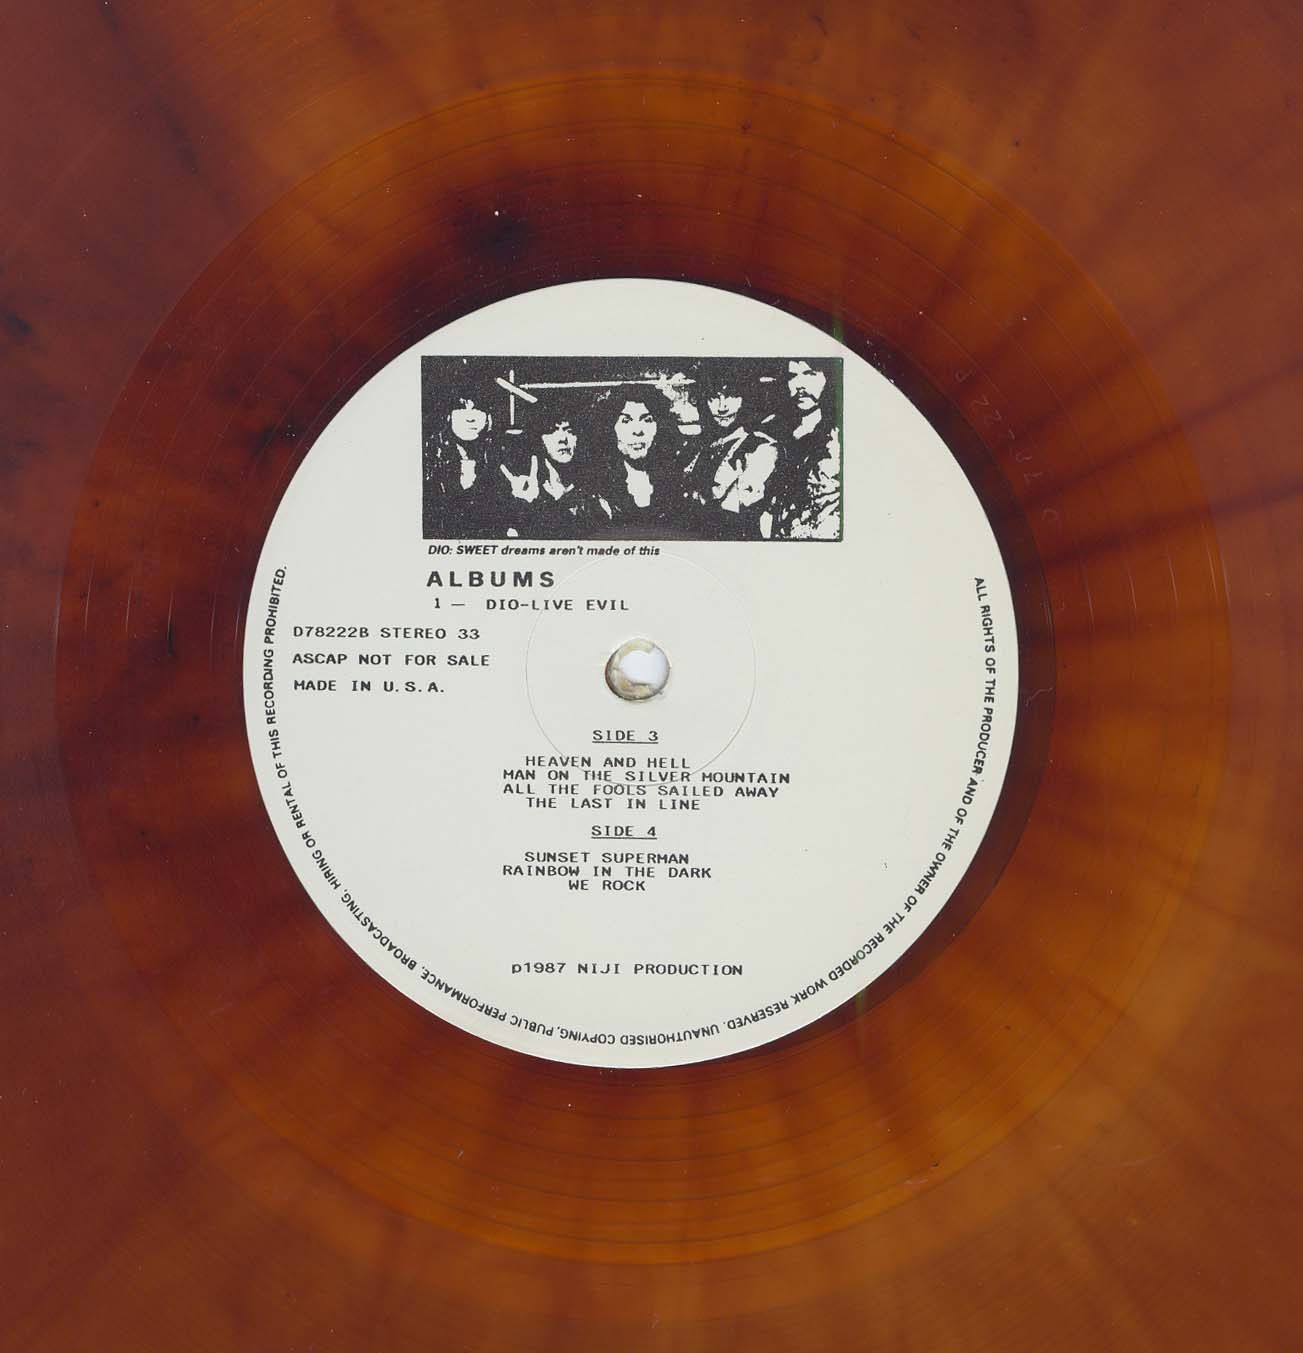 DIO: SWEET dreams aren't made of this
ALBUMS
1 — DIO-LIVE EVIL
D78222B STEREO 33
ASCAP NOT FOR SALE
MADE IN U.S.A.
SIDE 3
HEAVEN AND HELL
MAN ON THE SILVER MOUNTAIN
ALL THE FOOLS SAILED AWAY
THE LAST IN LINE
SIDE 4
SUNSET SUPERMAN
RAINBOW IN THE DARK
WE ROCK
p1987 NIJI PRODUCTION
ALL RIGHTS OF THE PRODUCER AND OF THE OWNER OF THE RECORDED WORK RESERVED. UNAUTHORISED COPYING, PUBLIC PERFORMANCE, BROADCASTING, HIRING OR RENTAL OF THIS RECORDING PROHIBITED.